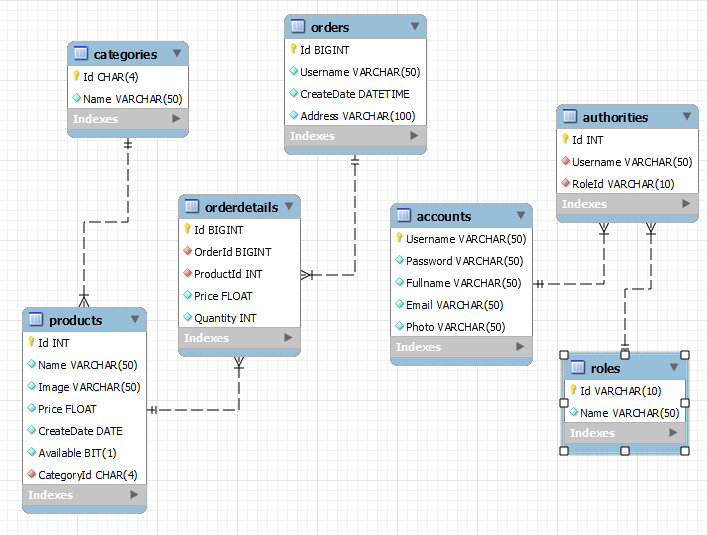 categories
Id CHAR(4)
Name VARCHAR(50)
Indexes
orders
Id BIGINT
Username VARCHAR(50)
CreateDate DATETIME
Address VARCHAR(100)
Indexes
authorities
Id INT
Username VARCHAR(50)
RoleId VARCHAR(10)
Indexes
orderdetails
Id BIGINT
OrderId BIGINT
ProductId INT
Price FLOAT
Quantity INT
Indexes
accounts
Username VARCHAR(50)
Password VARCHAR(50)
Fullname VARCHAR(50)
Email VARCHAR(50)
Photo VARCHAR(50)
Indexes
products
Id INT
Name VARCHAR(50)
Image VARCHAR(50)
Price FLOAT
CreateDate DATE
Available BIT(1)
CategoryId CHAR(4)
Indexes
roles
Id VARCHAR(10)
Name VARCHAR(50)
Indexes